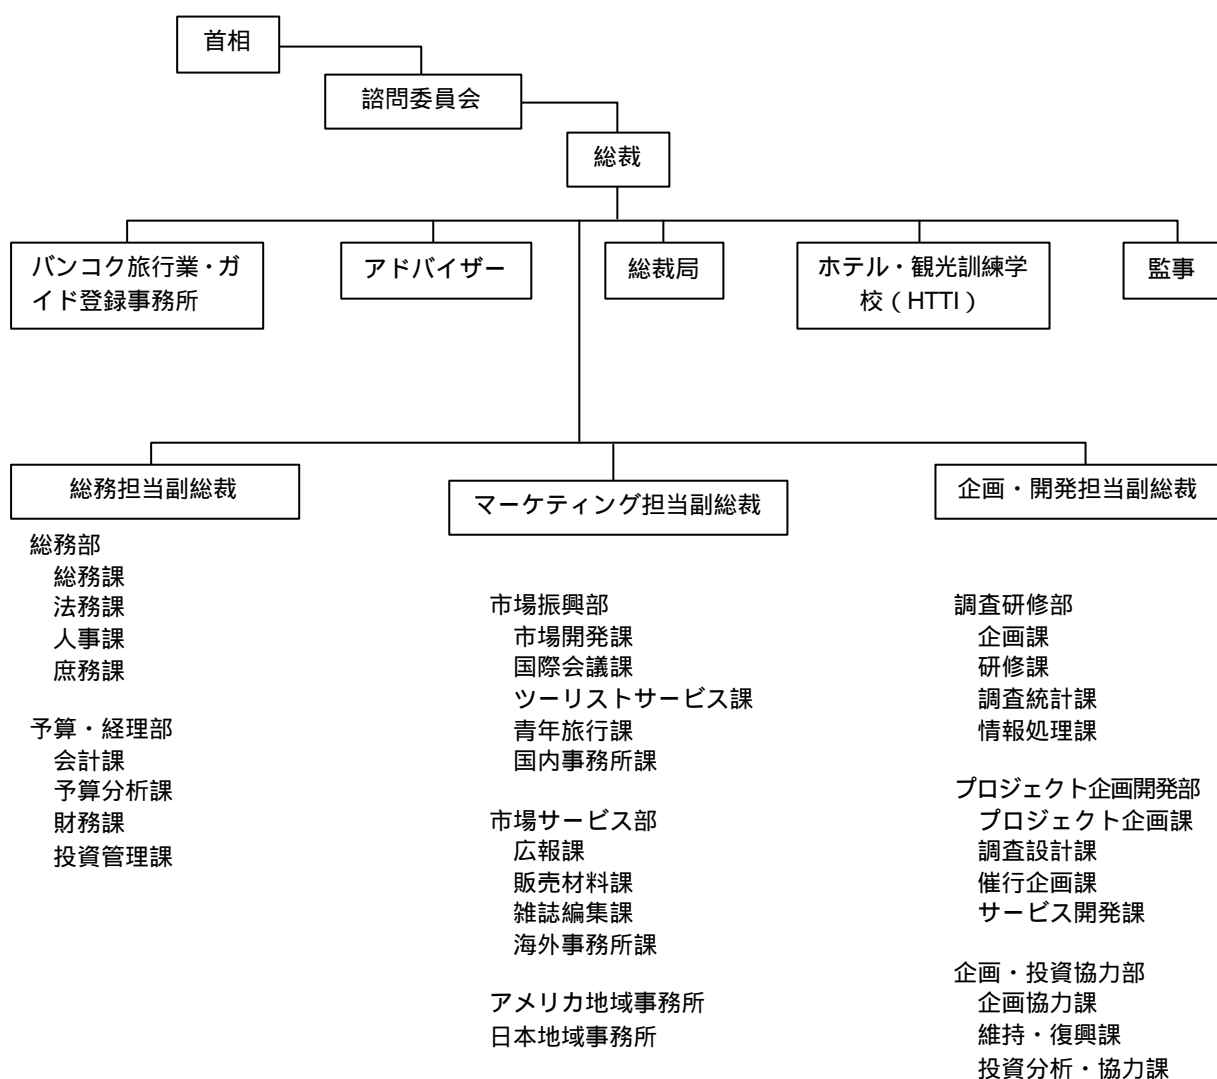 首相
諮問委員会
総裁
バンコク旅行業・ガ
イド登録事務所
アドバイザー
総裁局
ホテル・観光訓練学
校（HTTI）
監事
総務担当副総裁
総務部
総務課
法務課
人事課
庶務課
予算・経理部
会計課
予算分析課
財務課
投資管理課
マーケティング担当副総裁
市場振興部
市場開発課
国際会議課
ツーリストサービス課
青年旅行課
国内事務所課
市場サービス部
広報課
販売材料課
雑誌編集課
海外事務所課
アメリカ地域事務所
日本地域事務所
企画・開発担当副総裁
調査研修部
企画課
研修課
調査統計課
情報処理課
プロジェクト企画開発部
プロジェクト企画課
調査設計課
催行企画課
サービス開発課
企画・投資協力部
企画協力課
維持・復興課
投資分析・協力課